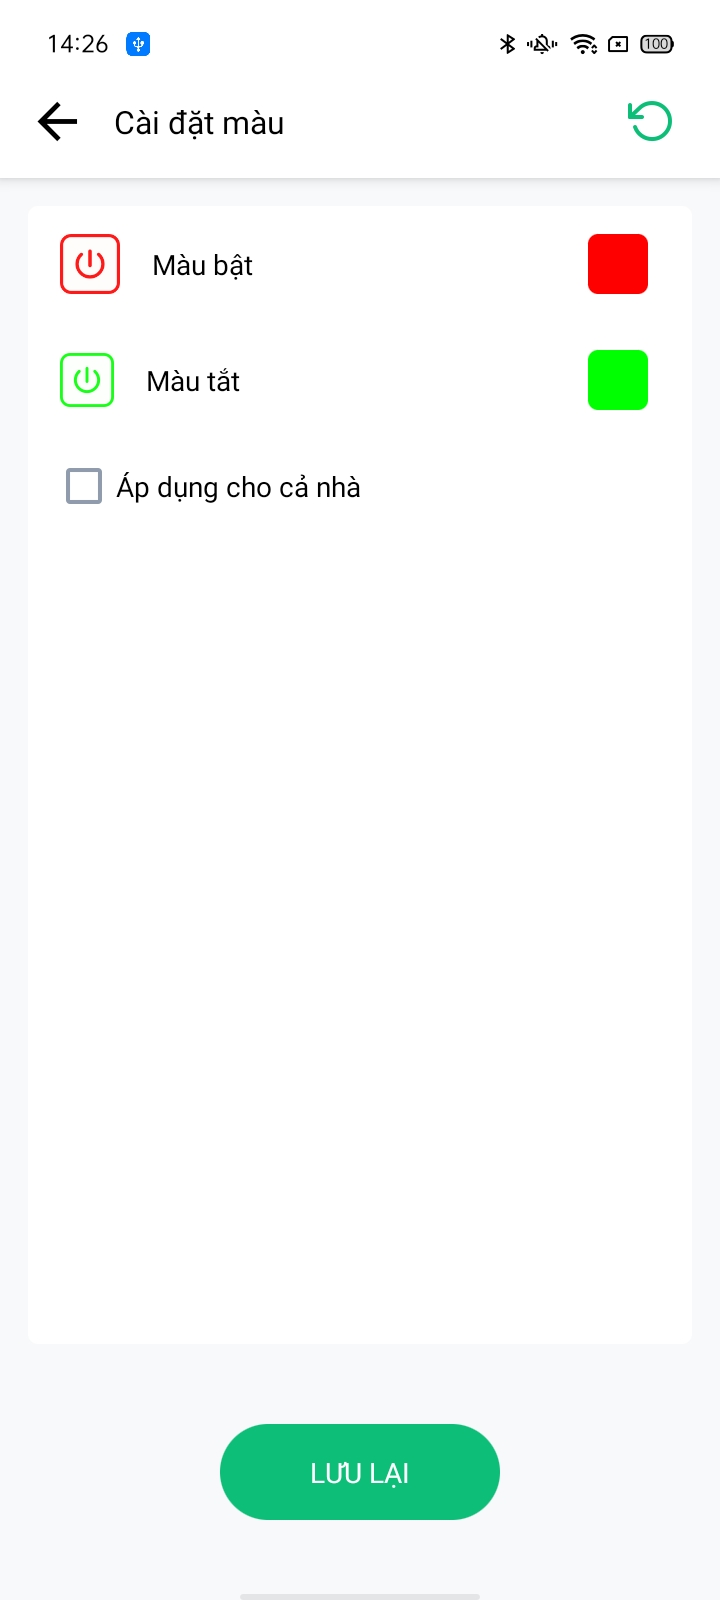 14:26
100
Cài đặt màu
Màu bật
Màu tắt
Áp dụng cho cả nhà
LƯU LẠI